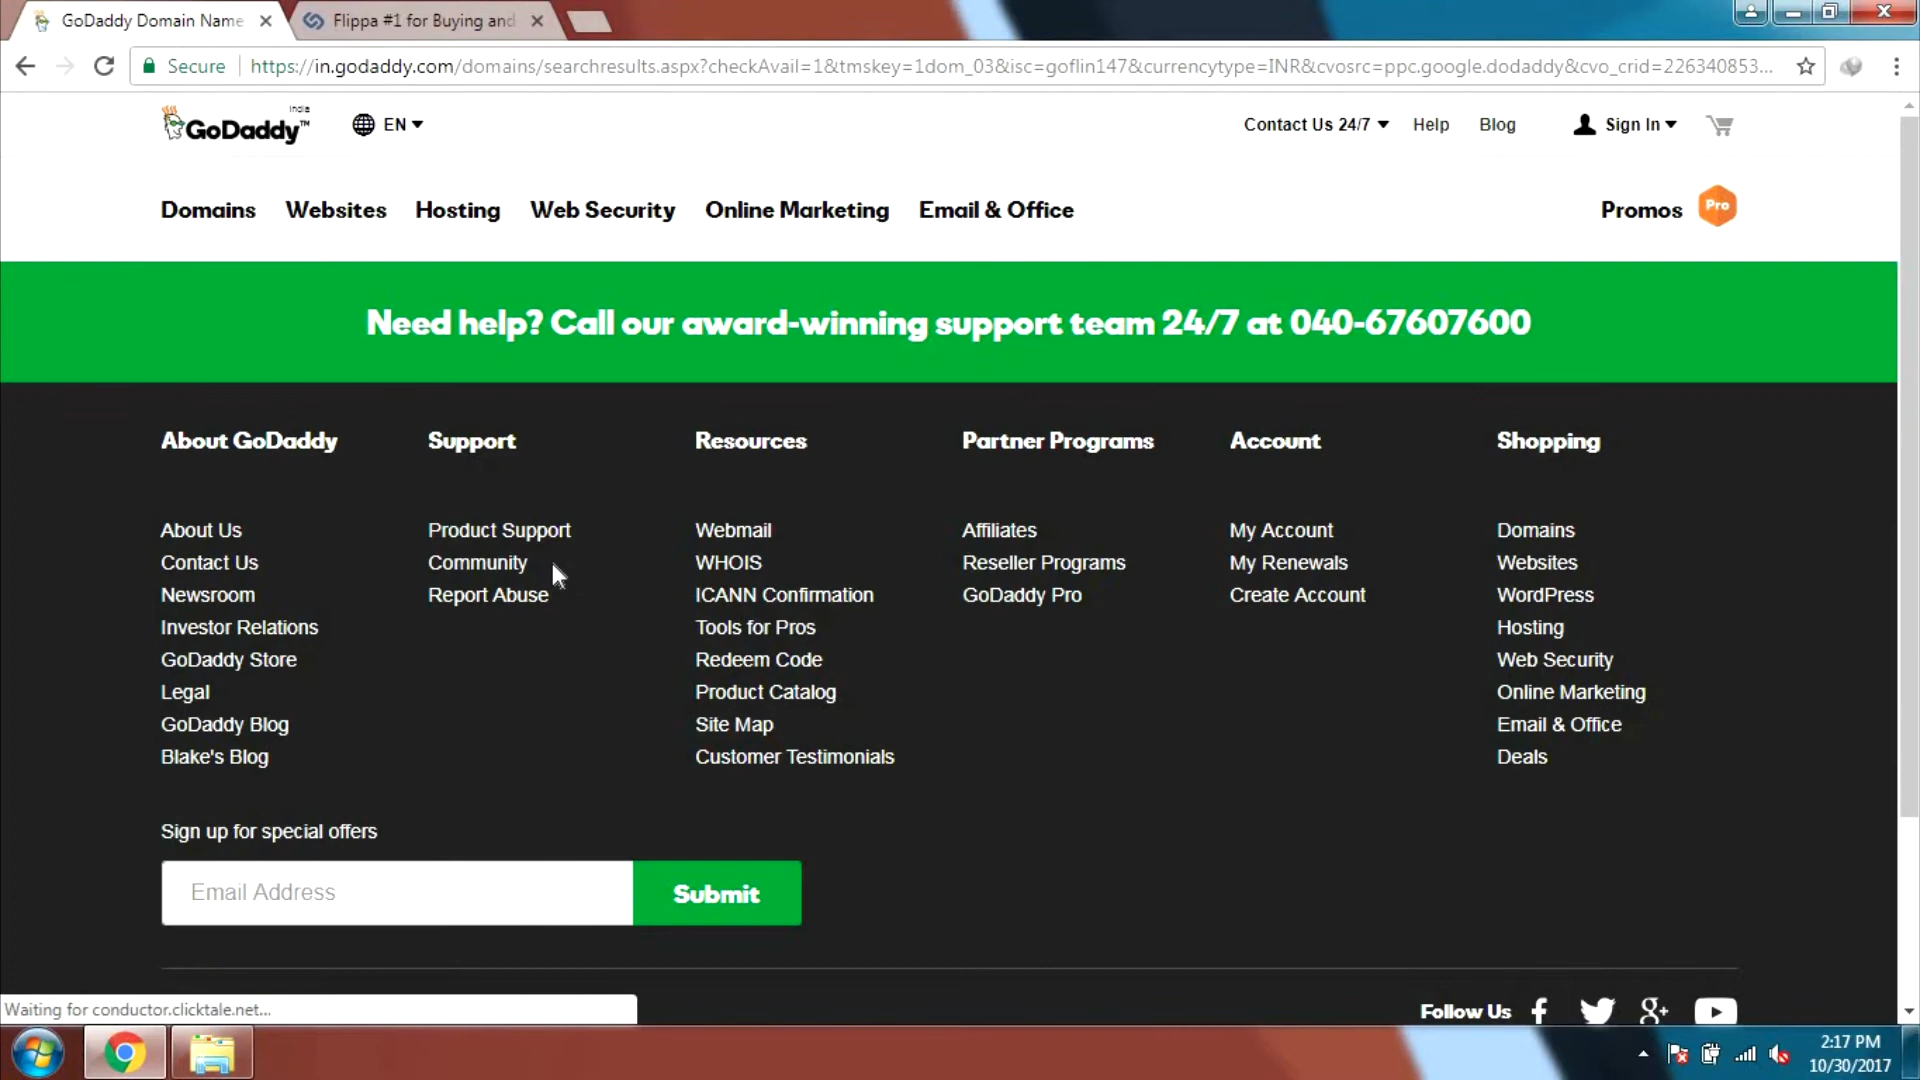 GoDaddy Domain Name
Flippa #1 for Buying and
Secure
https://in.godaddy.com/domains/searchresults.aspx?checkAvail=1&tmskey=1dom_03&isc=goflin147&currencytype=INR&cvosrc=ppc.google.dodaddy&cvo_crid=226340853...
India
GoDaddy™
EN
Contact Us 24/7
Help
Blog
Sign In
Domains
Websites
Hosting
Web Security
Online Marketing
Email & Office
Promos
Pro
Need help? Call our award-winning support team 24/7 at 040-67607600
About GoDaddy
About Us
Contact Us
Newsroom
Investor Relations
GoDaddy Store
Legal
GoDaddy Blog
Blake's Blog
Support
Product Support
Community
Report Abuse
Resources
Webmail
WHOIS
ICANN Confirmation
Tools for Pros
Redeem Code
Product Catalog
Site Map
Customer Testimonials
Partner Programs
Affiliates
Reseller Programs
GoDaddy Pro
Account
My Account
My Renewals
Create Account
Shopping
Domains
Websites
WordPress
Hosting
Web Security
Online Marketing
Email & Office
Deals
Sign up for special offers
Email Address
Submit
Follow Us
Waiting for conductor.clicktale.net...
2:17 PM
10/30/2017